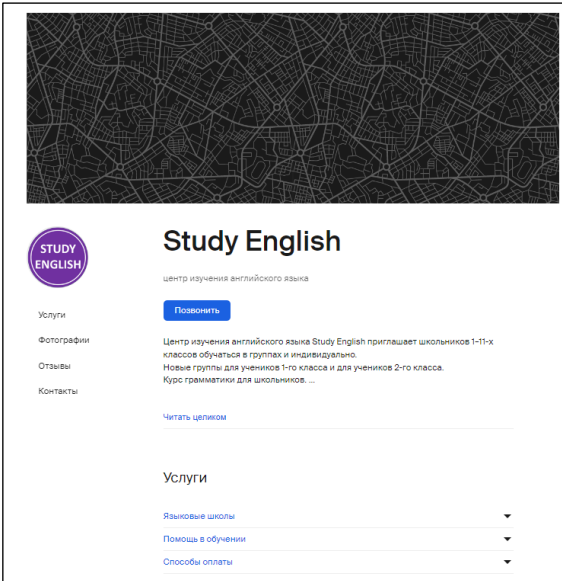 STUDY
ENGLISH
Study English
центр изучения английского языка
Позвонить
Услуги
Фотографии
Отзывы
Контакты
Центр изучения английского языка Study English приглашает школьников 1-11-х
классов обучаться в группах и индивидуально.
Новые группы для учеников 1-го класса и для учеников 2-го класса.
Курс грамматики для школьников. ...
Читать целиком
Услуги
Языковые школы
Помощь в обучении
Способы оплаты